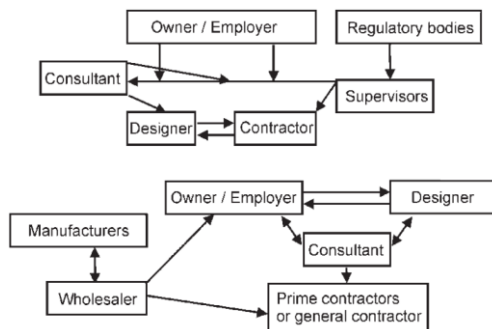 Owner / Employer
Regulatory bodies
Consultant
Supervisors
Designer
Contractor
Owner / Employer
Designer
Manufacturers
Consultant
Wholesaler
Prime contractors
or general contractor